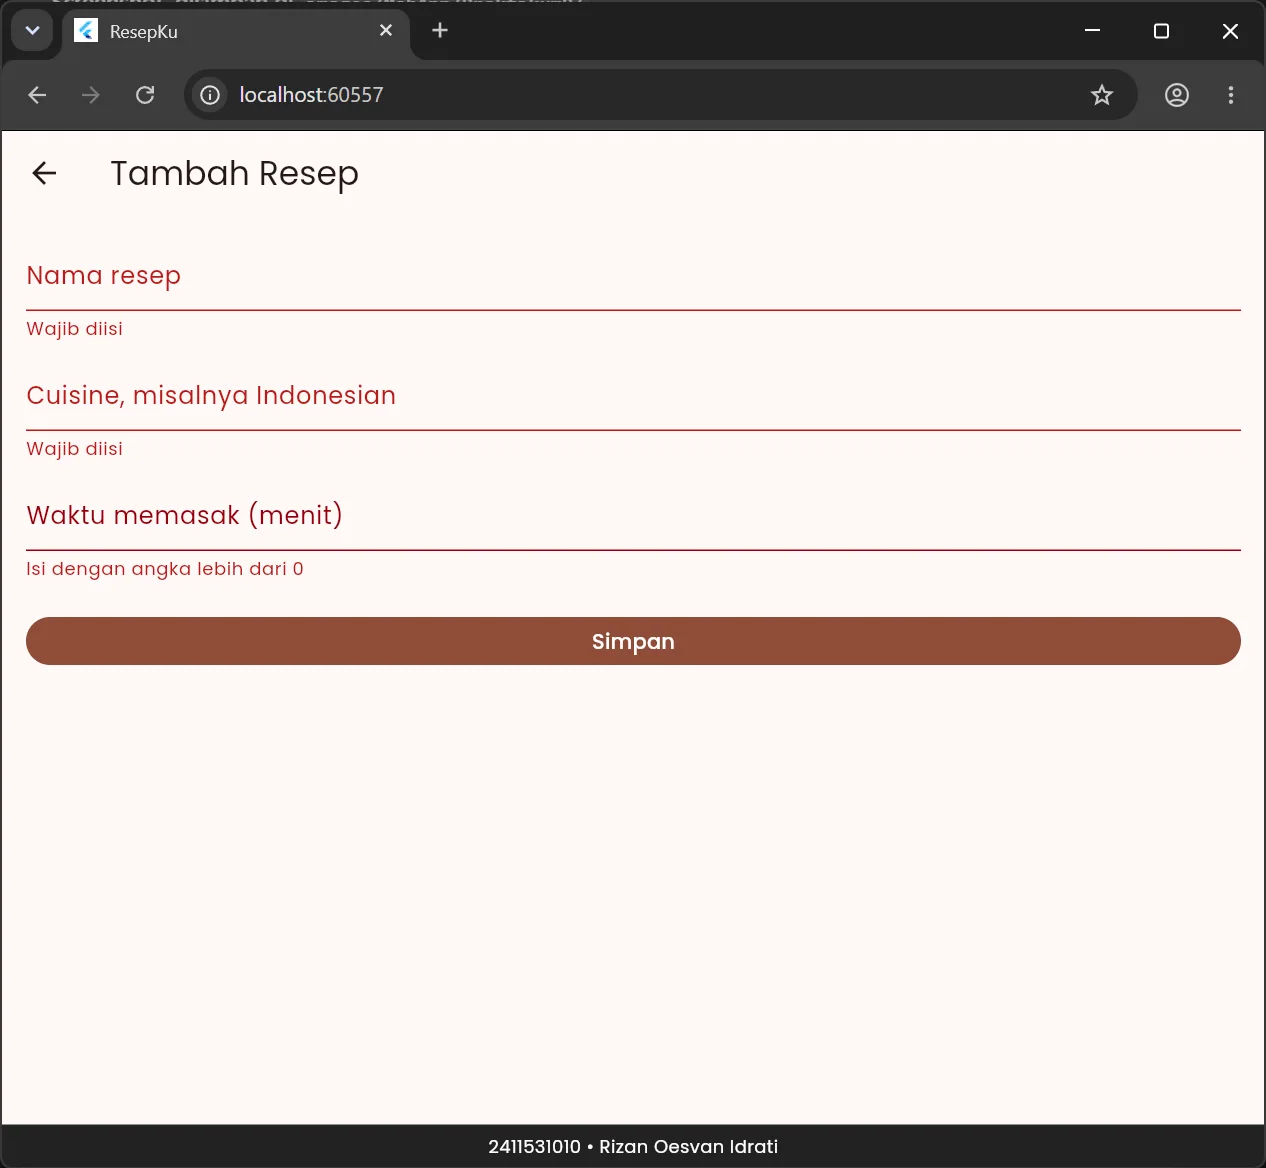 ResepKu
localhost:60557
Tambah Resep
Nama resep
Wajib diisi
Cuisine, misalnya Indonesian
Wajib diisi
Waktu memasak (menit)
Isi dengan angka lebih dari 0
Simpan
2411531010 • Rizan Oesvan Idrati